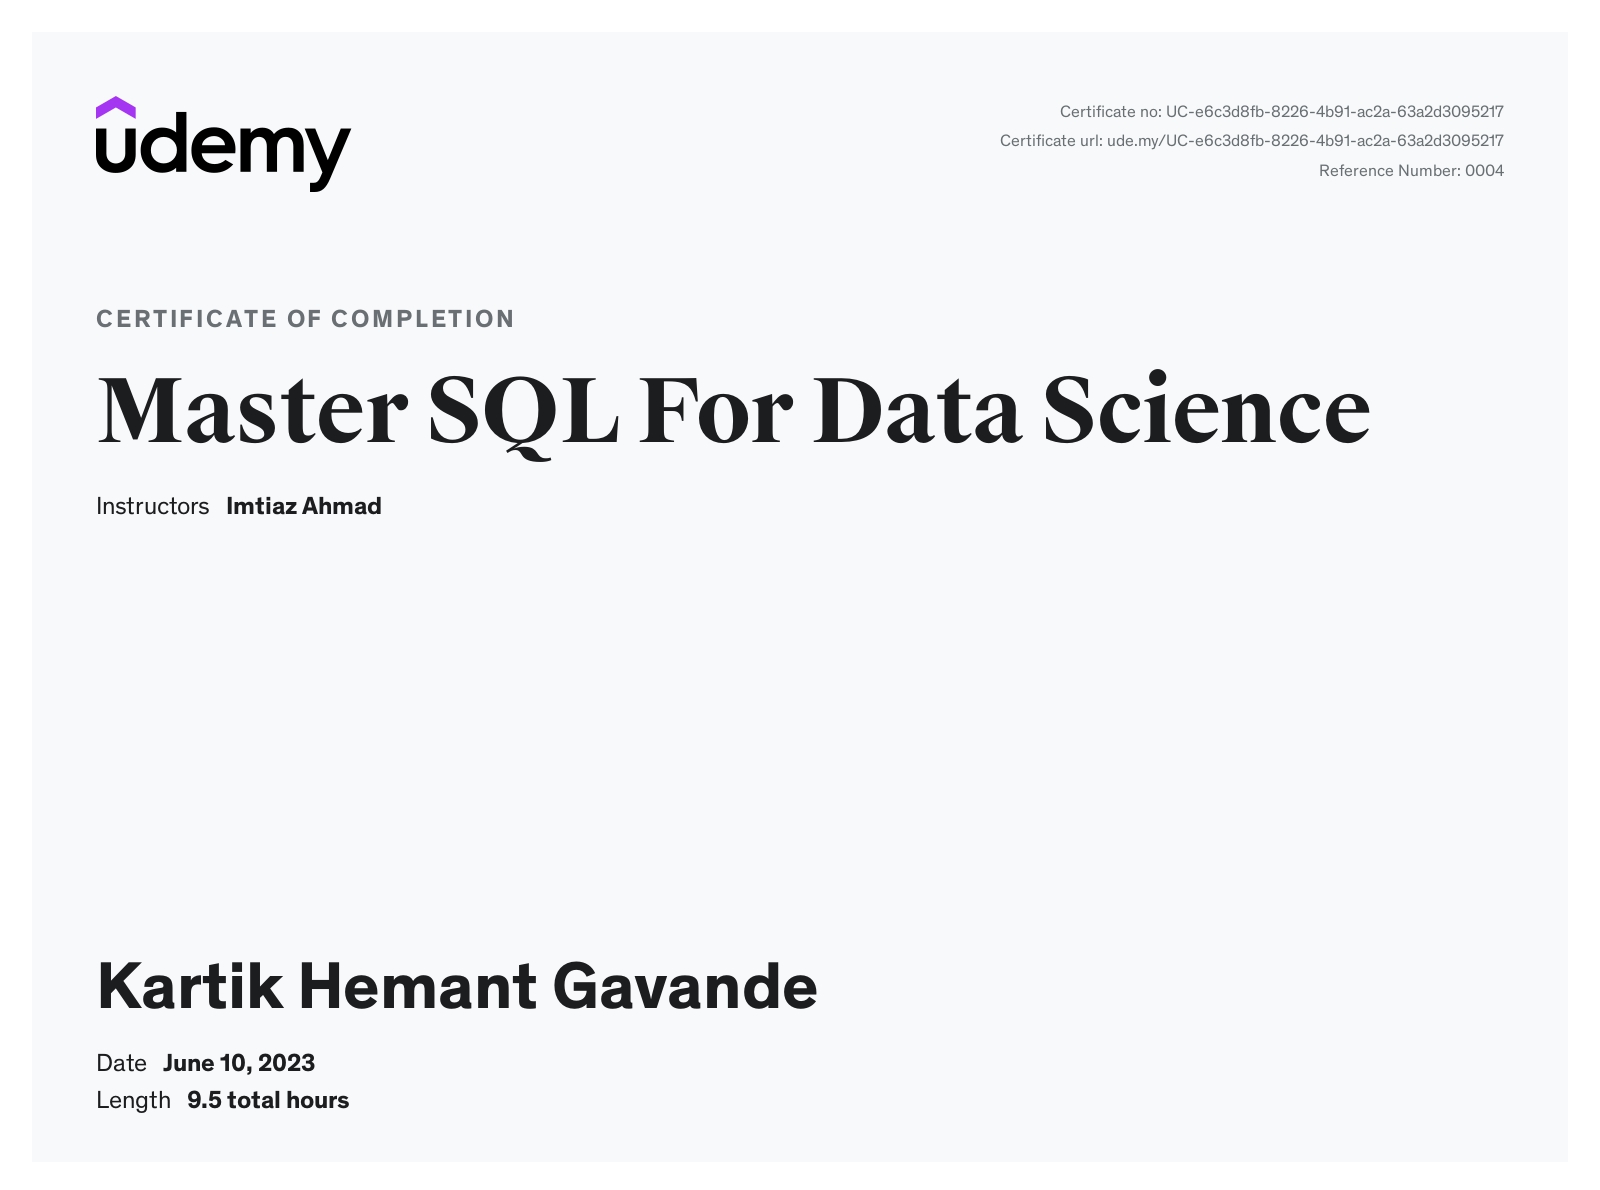 udemy
Certificate no: UC-e6c3d8fb-8226-4b91-ac2a-63a2d3095217
Certificate url: ude.my/UC-e6c3d8fb-8226-4b91-ac2a-63a2d3095217
Reference Number: 0004
CERTIFICATE OF COMPLETION
Master SQL For Data Science
Instructors Imtiaz Ahmad
Kartik Hemant Gavande
Date June 10, 2023
Length 9.5 total hours